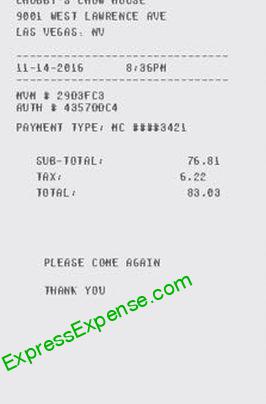 CHUBBY'S CHOW HOUSE
9001 WEST LAWRENCE AVE
LAS VEGAS, NV
--------------------------------
11-14-2016 8:36PM
--------------------------------
MVM # 2903FC3
AUTH # 43570DC4
PAYMENT TYPE: MC ####3421
SUB-TOTAL: 76.81
TAX: 6.22
TOTAL: 83.03
PLEASE COME AGAIN
THANK YOU
ExpressExpense.com